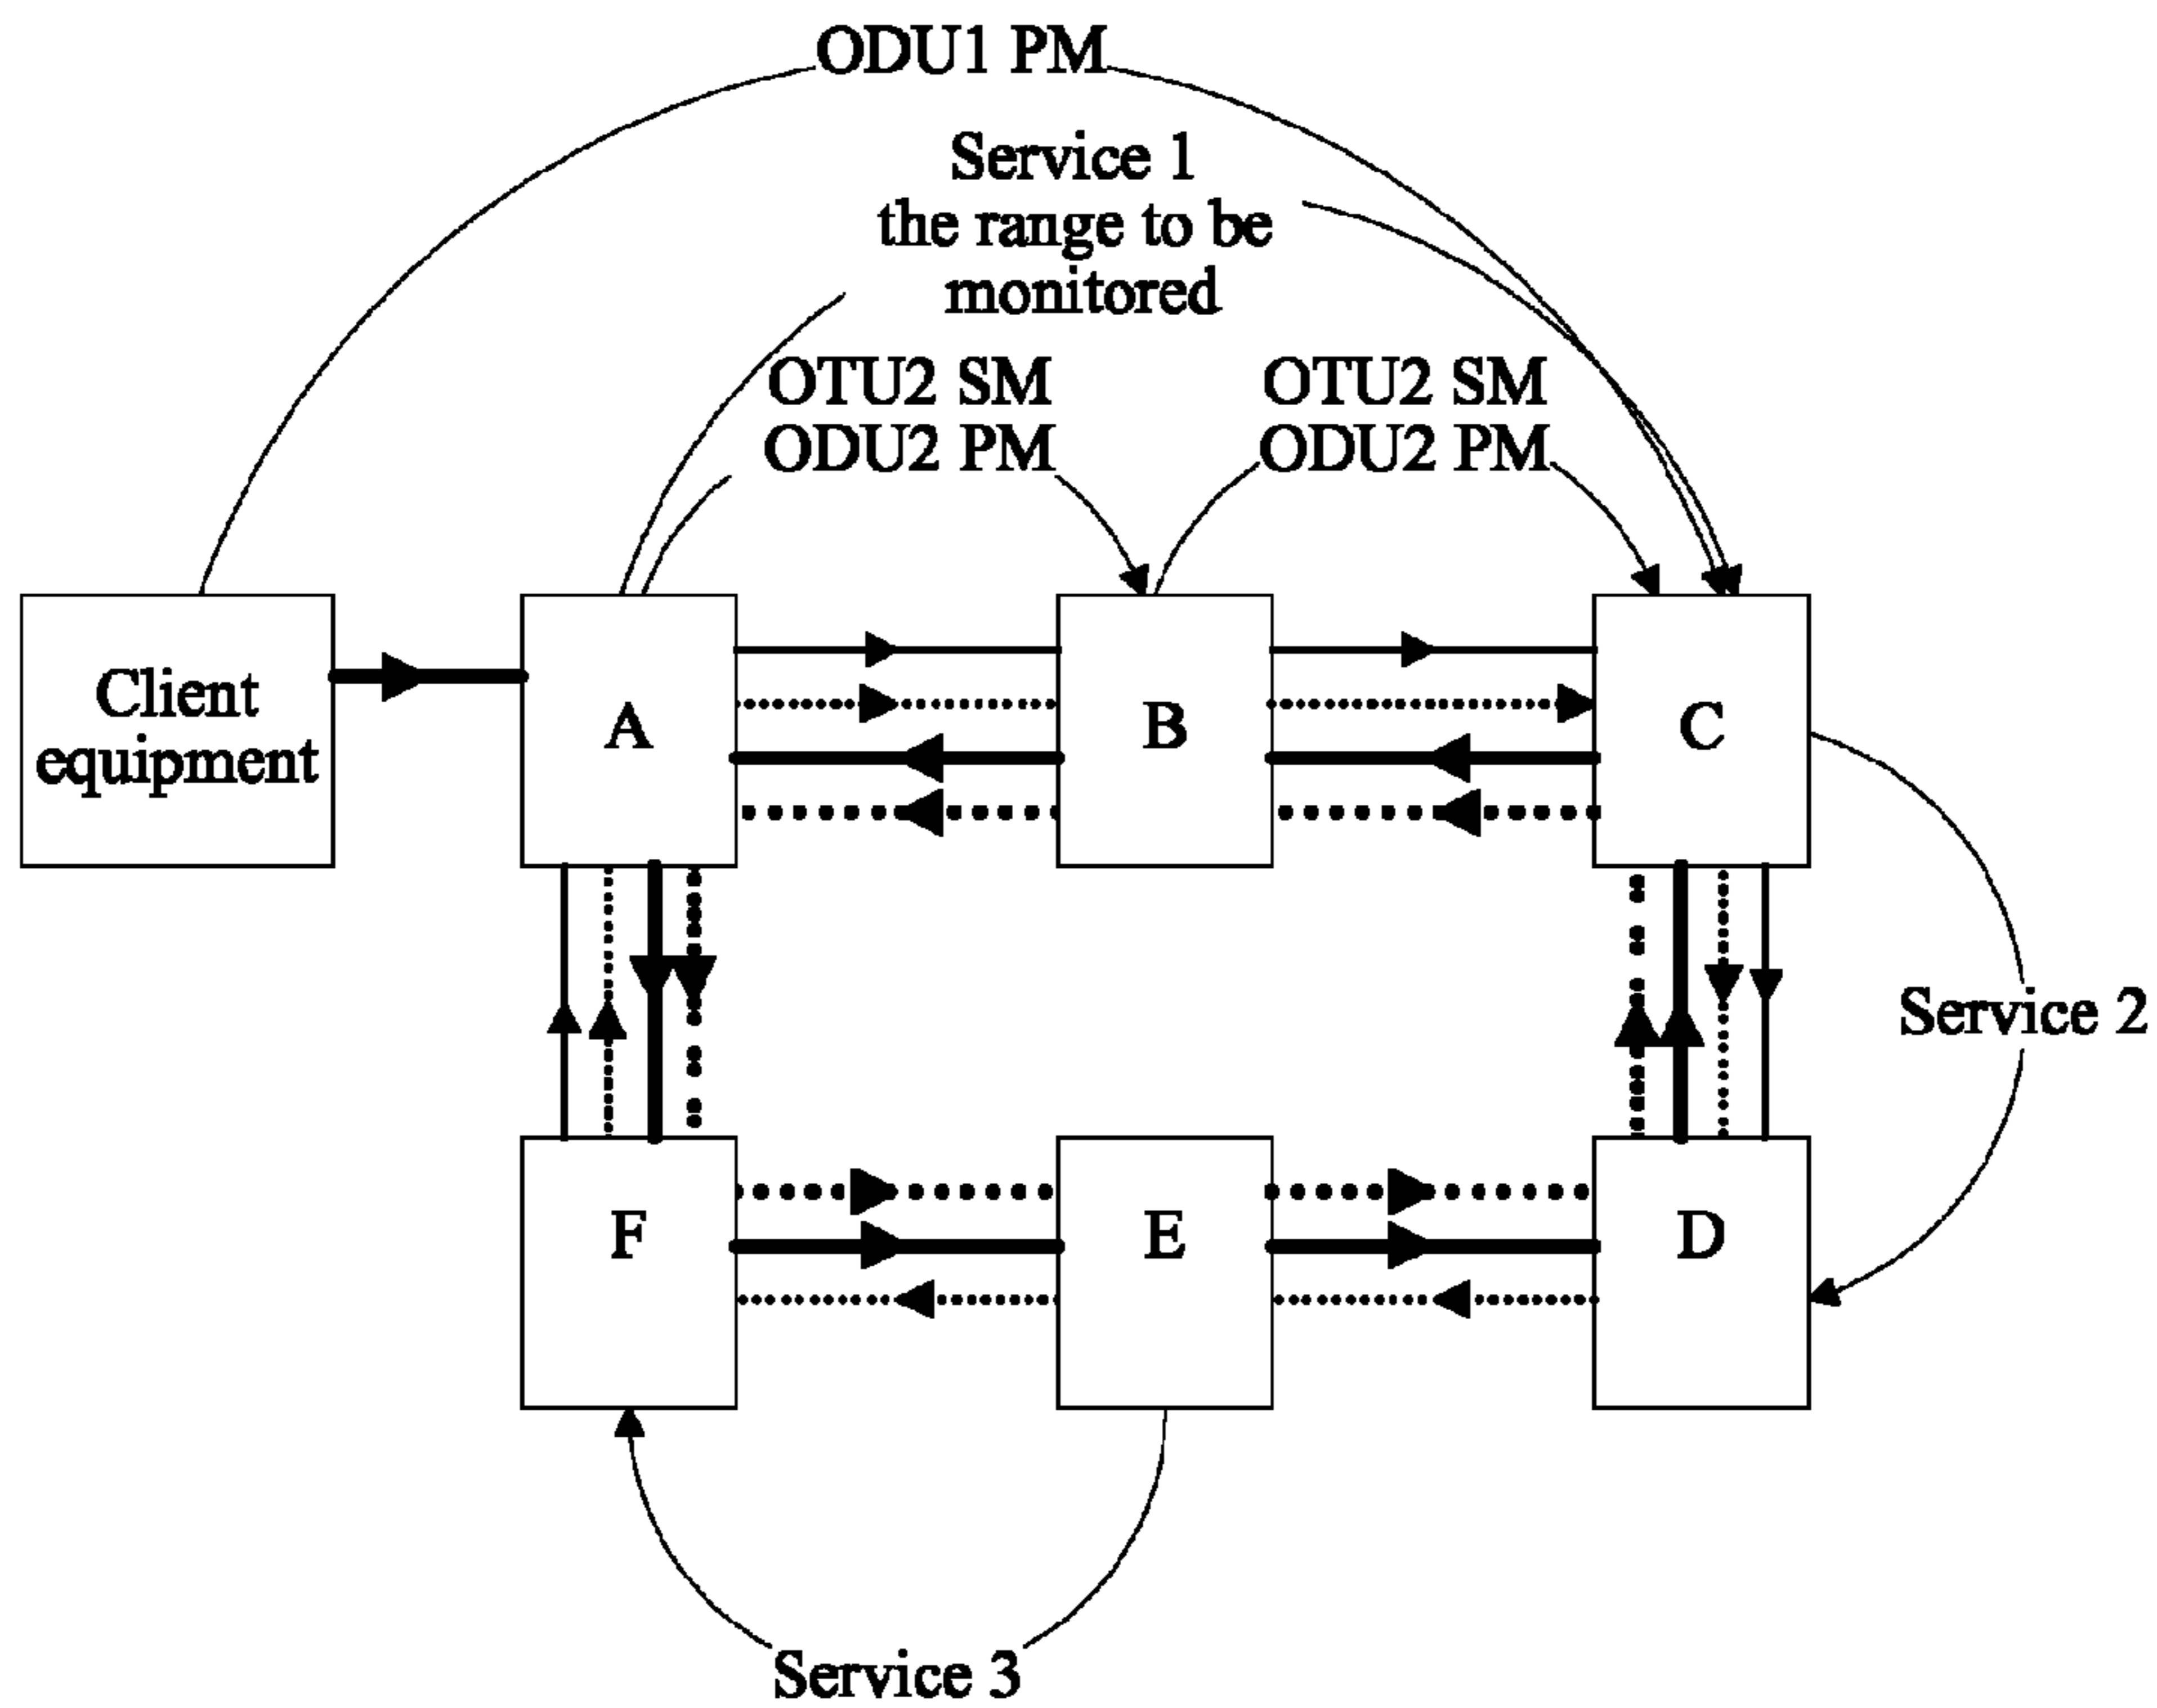 ODU1 PM
Service 1
the range to be
monitored
OTU2 SM
ODU2 PM
OTU2 SM
ODU2 PM
Client
equipment
A
B
C
Service 2
F
E
D
Service 3